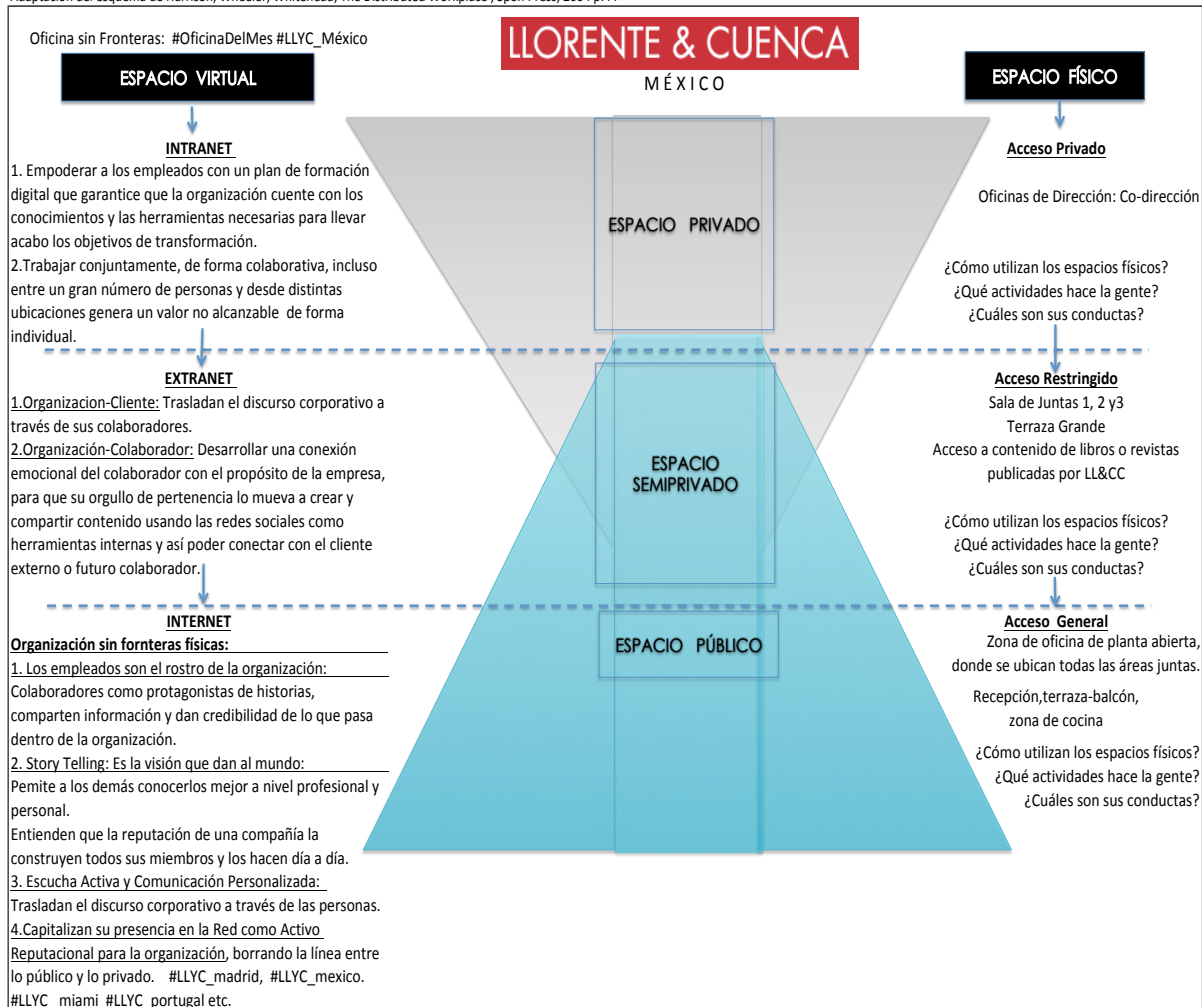 Adaptación del esquema de Harrison, Wheeler, Whitehead, The Distributed Workplace, Spon Press, 2004 p.
Oficina sin Fronteras: #OficinaDelMes #LLYC_México
ESPACIO VIRTUAL
LLORENTE & CUENCA
MÉXICO
ESPACIO FÍSICO
INTRANET
1. Empoderar a los empleados con un plan de formación
digital que garantice que la organización cuente con los
conocimientos y las herramientas necesarias para llevar
acabo los objetivos de transformación.
2.Trabajar conjuntamente, de forma colaborativa, incluso
entre un gran número de personas y desde distintas
ubicaciones genera un valor no alcanzable de forma
individual.
ESPACIO PRIVADO
Acceso Privado
Oficinas de Dirección: Co-dirección
¿Cómo utilizan los espacios físicos?
¿Qué actividades hace la gente?
¿Cuáles son sus conductas?
EXTRANET
1.Organizacion-Cliente: Trasladan el discurso corporativo a
través de sus colaboradores.
2.Organización-Colaborador: Desarrollar una conexión
emocional del colaborador con el propósito de la empresa,
para que su orgullo de pertenencia lo mueva a crear y
compartir contenido usando las redes sociales como
herramientas internas y así poder conectar con el cliente
externo o futuro colaborador.
ESPACIO
SEMIPRIVADO
Acceso Restringido
Sala de Juntas 1, 2 y3
Terraza Grande
Acceso a contenido de libros o revistas
publicadas por LL&CC
¿Cómo utilizan los espacios físicos?
¿Qué actividades hace la gente?
¿Cuáles son sus conductas?
INTERNET
Organización sin fornteras físicas:
1. Los empleados son el rostro de la organización:
Colaboradores como protagonistas de historias,
comparten información y dan credibilidad de lo que pasa
dentro de la organización.
2. Story Telling: Es la visión que dan al mundo:
Pemite a los demás conocerlos mejor a nivel profesional y
personal.
Entienden que la reputación de una compañía la
construyen todos sus miembros y los hacen día a día.
3. Escucha Activa y Comunicación Personalizada:
Trasladan el discurso corporativo a través de las personas.
4.Capitalizan su presencia en la Red como Activo
Reputacional para la organización, borrando la línea entre
lo público y lo privado. #LLYC_madrid, #LLYC_mexico.
#LLYC_miami #LLYC_portugal etc.
ESPACIO PÚBLICO
Acceso General
Zona de oficina de planta abierta,
donde se ubican todas las áreas juntas.
Recepción,terraza-balcón,
zona de cocina
¿Cómo utilizan los espacios físicos?
¿Qué actividades hace la gente?
¿Cuáles son sus conductas?